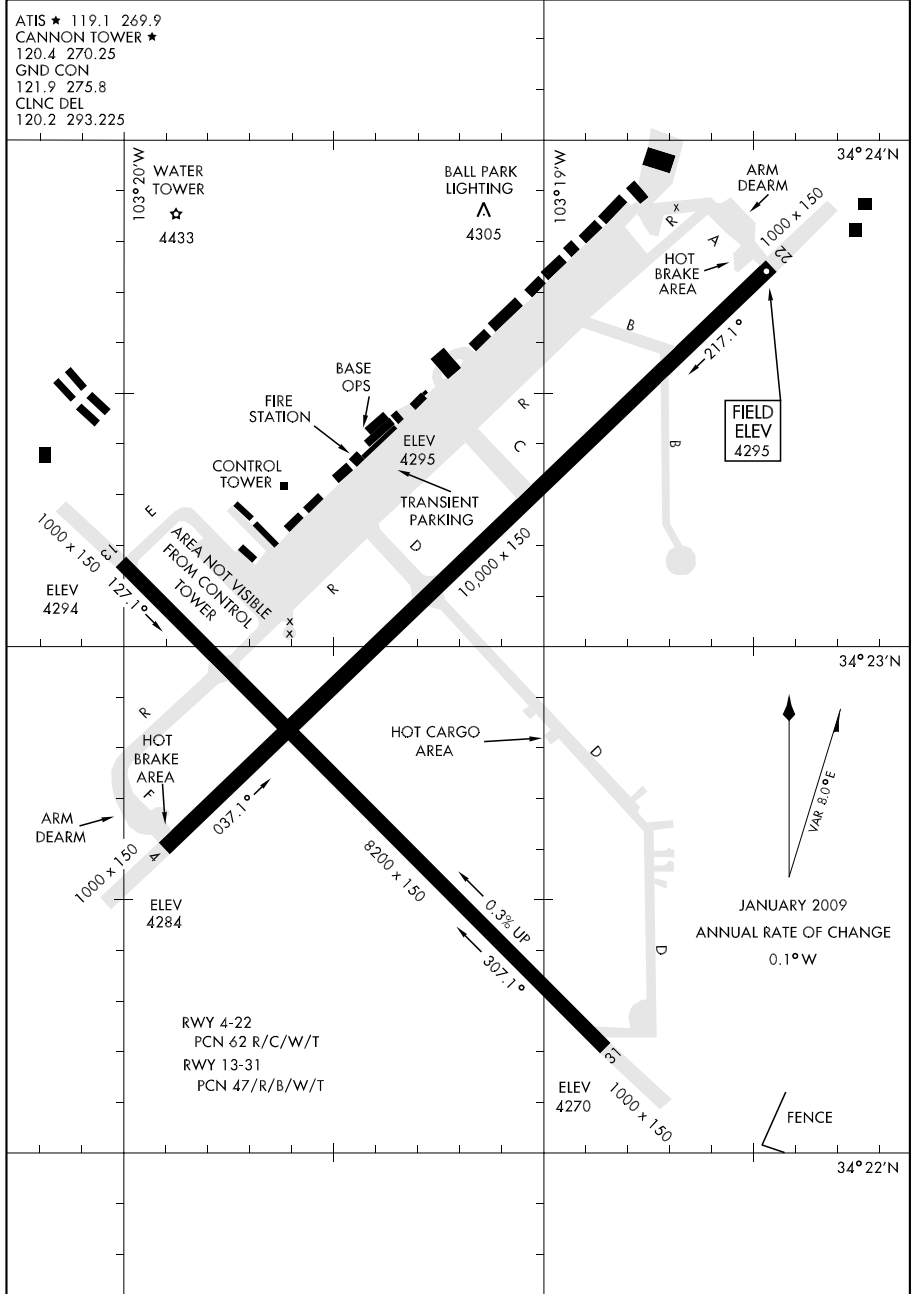 ATIS ★ 119.1 269.9
CANNON TOWER ★
120.4 270.25
GND CON
121.9 275.8
CLNC DEL
120.2 293.225
34°24'N
103°20'W
WATER
TOWER
4433
BALL PARK
LIGHTING
4305
103°19'W
ARM
DEARM
1000 x 150
22
R
x
A
HOT
BRAKE
AREA
B
217.1°
BASE
OPS
FIRE
STATION
R
FIELD
ELEV
4295
ELEV
4295
C
B
CONTROL
TOWER
TRANSIENT
PARKING
E
D
1000 x 150
13
AREA NOT VISIBLE
FROM CONTROL
TOWER
10,000 x 150
ELEV
4294
127.1°
R
x
x
34°23'N
R
HOT
BRAKE
AREA
HOT CARGO
AREA
D
F
ARM
DEARM
037.1°
VAR 8.0°E
4
1000 x 150
8200 x 150
ELEV
4284
0.3% UP
JANUARY 2009
ANNUAL RATE OF CHANGE
0.1°W
D
307.1°
RWY 4-22
PCN 62 R/C/W/T
RWY 13-31
PCN 47/R/B/W/T
31
ELEV
4270
1000 x 150
FENCE
34°22'N